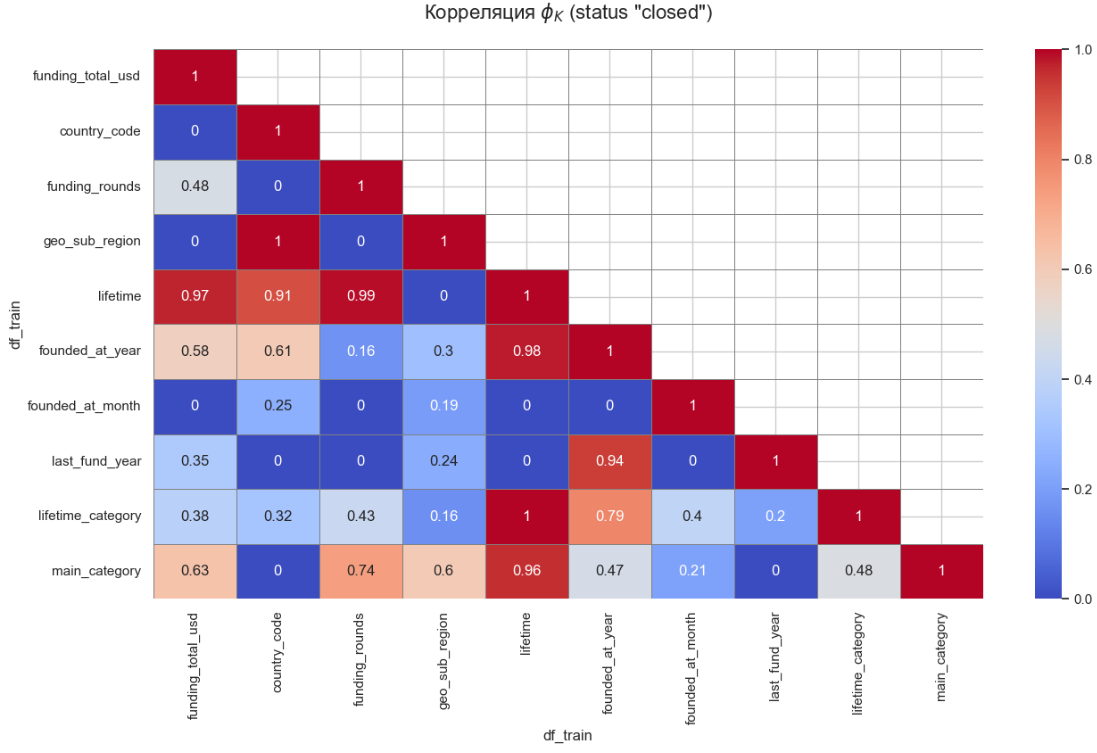 Корреляция ϕK (status "closed")
funding_total_usd 1
country_code 0 1
funding_rounds 0.48 0 1
geo_sub_region 0 1 0 1
lifetime 0.97 0.91 0.99 0 1
founded_at_year 0.58 0.61 0.16 0.3 0.98 1
founded_at_month 0 0.25 0 0.19 0 0 1
last_fund_year 0.35 0 0 0.24 0 0.94 0 1
lifetime_category 0.38 0.32 0.43 0.16 1 0.79 0.4 0.2 1
main_category 0.63 0 0.74 0.6 0.96 0.47 0.21 0 0.48 1
df_train
funding_total_usd
country_code
funding_rounds
geo_sub_region
lifetime
founded_at_year
founded_at_month
last_fund_year
lifetime_category
main_category
df_train
1.0
0.8
0.6
0.4
0.2
0.0